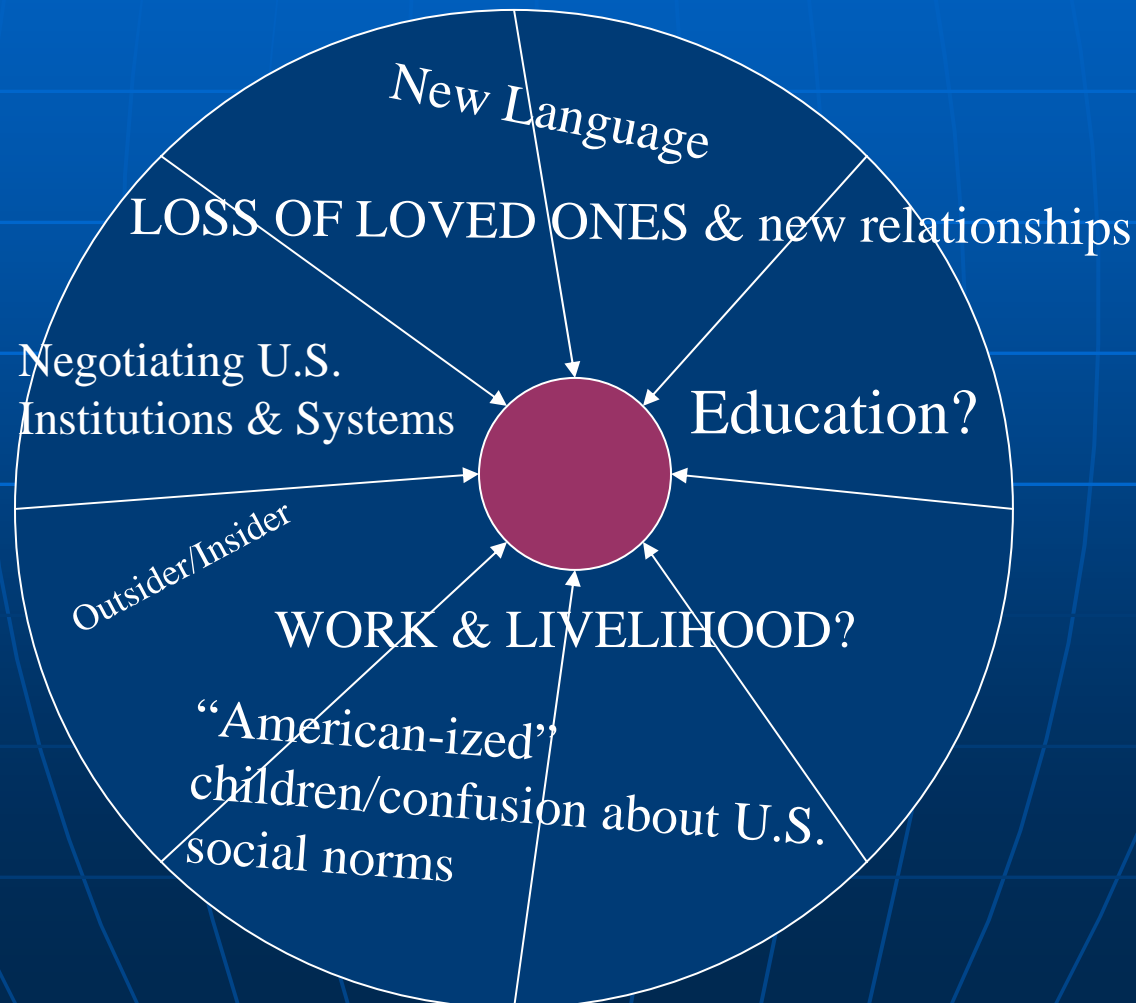 New Language
LOSS OF LOVED ONES & new relationships
Negotiating U.S.
Institutions & Systems
Education?
Outsider/Insider
WORK & LIVELIHOOD?
“American-ized”
children/confusion about U.S.
social norms